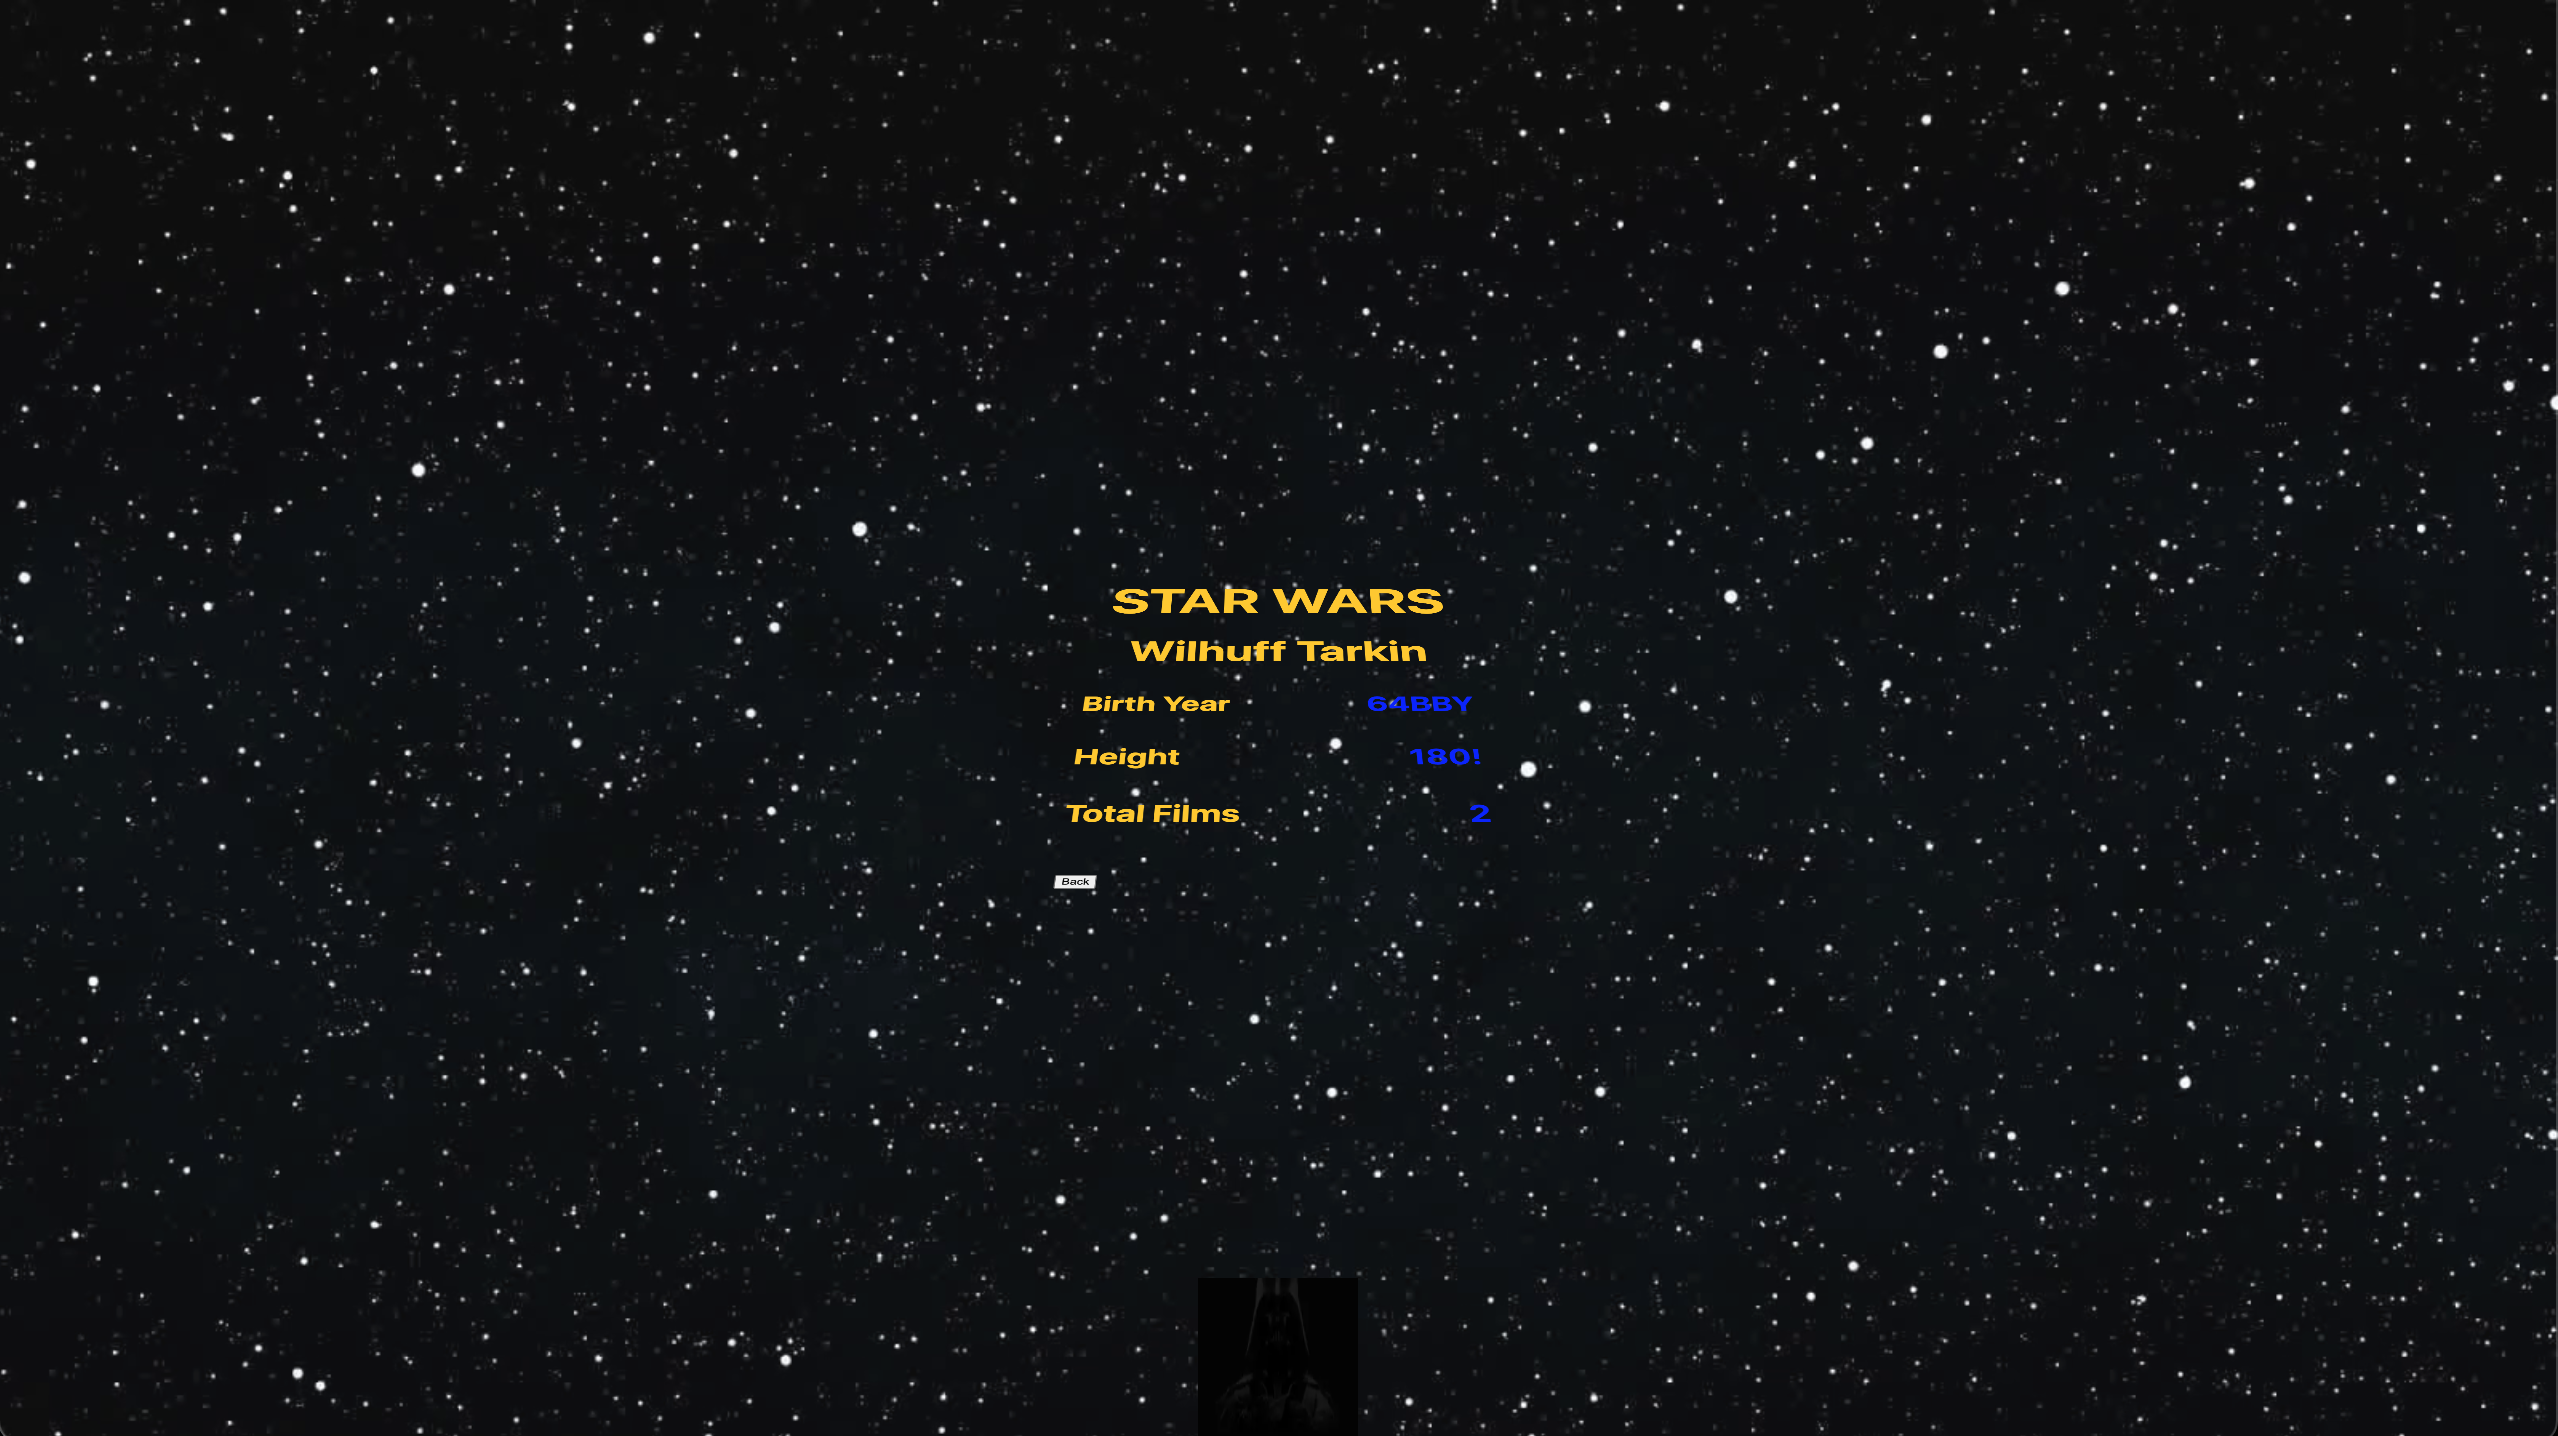 STAR WARS
Wilhuff Tarkin
Birth Year 64BBY
Height 180!
Total Films 2
Back